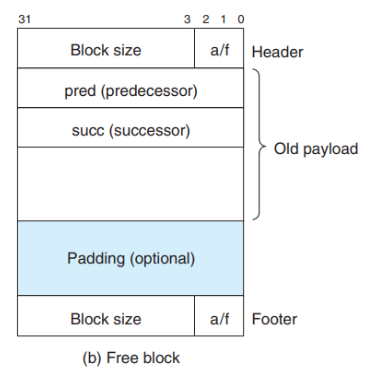 31 3 2 1 0
Block size a/f Header
pred (predecessor)
succ (successor)
Old payload
Padding (optional)
Block size a/f Footer
(b) Free block